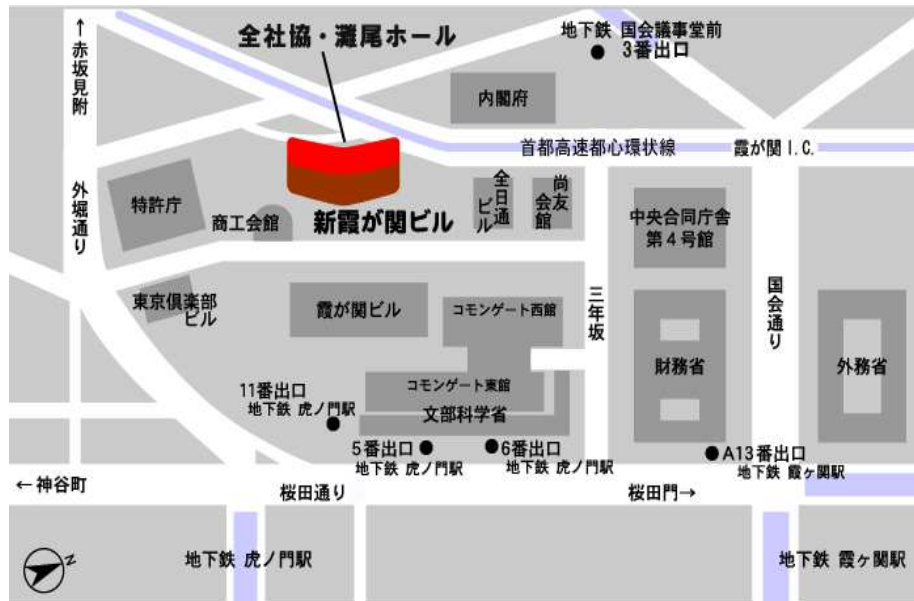 ↑赤坂見附
全社協・灘尾ホール
地下鉄 国会議事堂前
3番出口
内閣府
首都高速都心環状線
霞が関 I.C.
外堀通り
特許庁
商工会館
新霞が関ビル
全日通
ビル
尚友
会館
中央合同庁舎
第4号館
東京倶楽部
ビル
霞が関ビル
コモンゲート西館
三年坂
国会通り
財務省
外務省
コモンゲート東館
文部科学省
11番出口
地下鉄 虎ノ門駅
5番出口
地下鉄 虎ノ門駅
6番出口
地下鉄 虎ノ門駅
A13番出口
地下鉄 霞ヶ関駅
←神谷町
桜田通り
桜田門→
地下鉄 虎ノ門駅
地下鉄 霞ヶ関駅
N